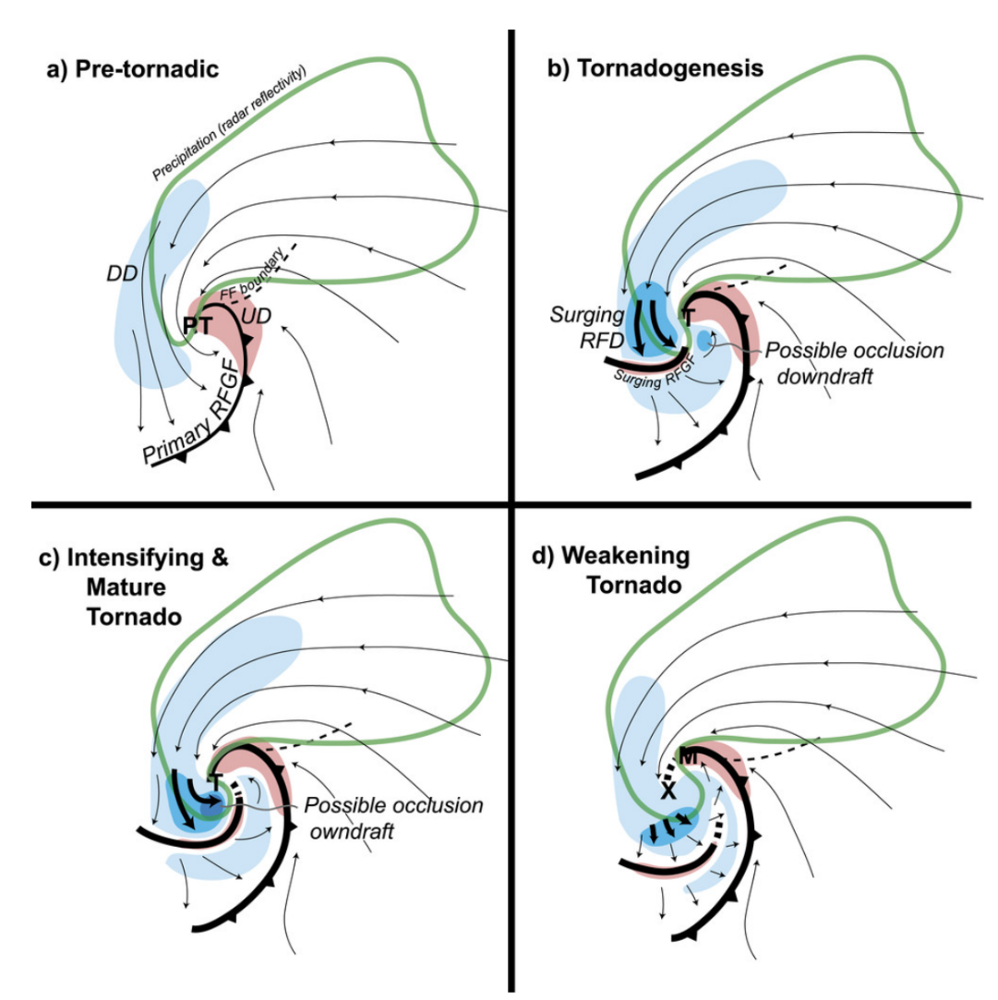 a) Pre-tornadic
Precipitation (radar reflectivity)
DD
FF boundary
PT
UD
Primary RFGF
b) Tornadogenesis
Surging
RFD
T
Surging RFGF
Possible occlusion
downdraft
c) Intensifying &
Mature
Tornado
T
Possible occlusion
owndraft
d) Weakening
Tornado
M
X